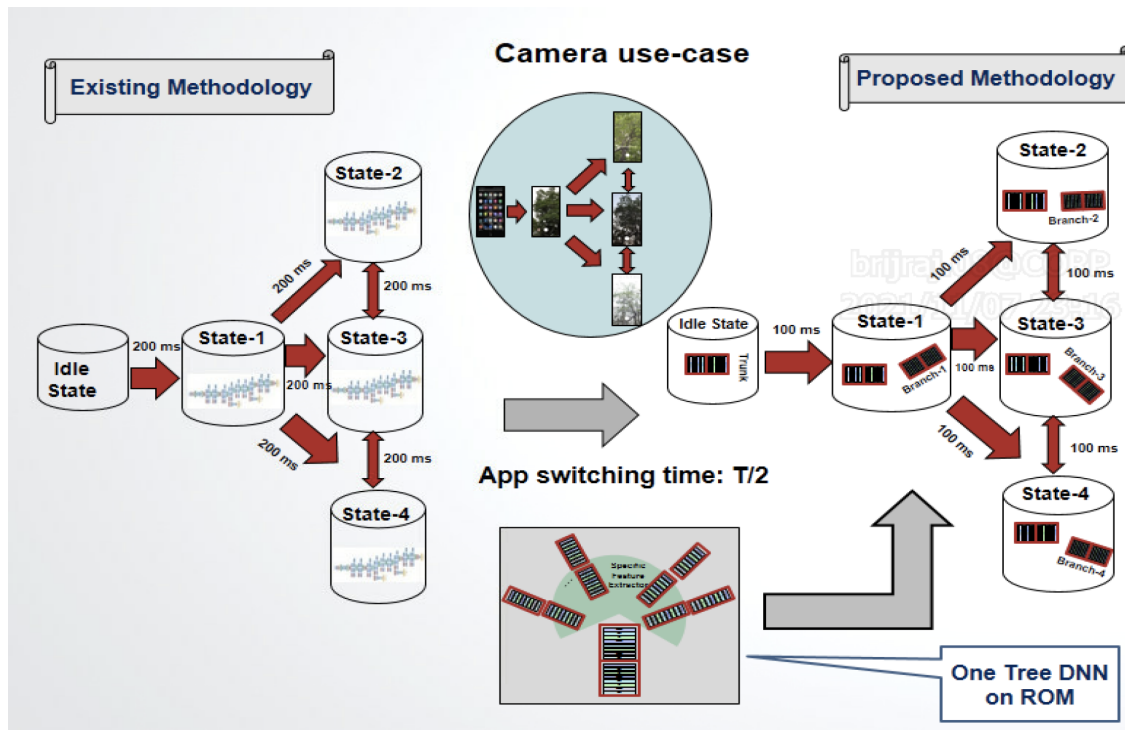 Camera use-case
Existing Methodology
Proposed Methodology
State-2
200 ms
200 ms
Idle
State
200 ms
State-1
200 ms
State-3
200 ms
200 ms
State-4
App switching time: T/2
Specific
Feature
Extraction
One Tree DNN
on ROM
State-2
Branch-2
100 ms
100 ms
Idle State
Trunk
100 ms
State-1
Branch-1
100 ms
State-3
Branch-3
100 ms
100 ms
State-4
Branch-4